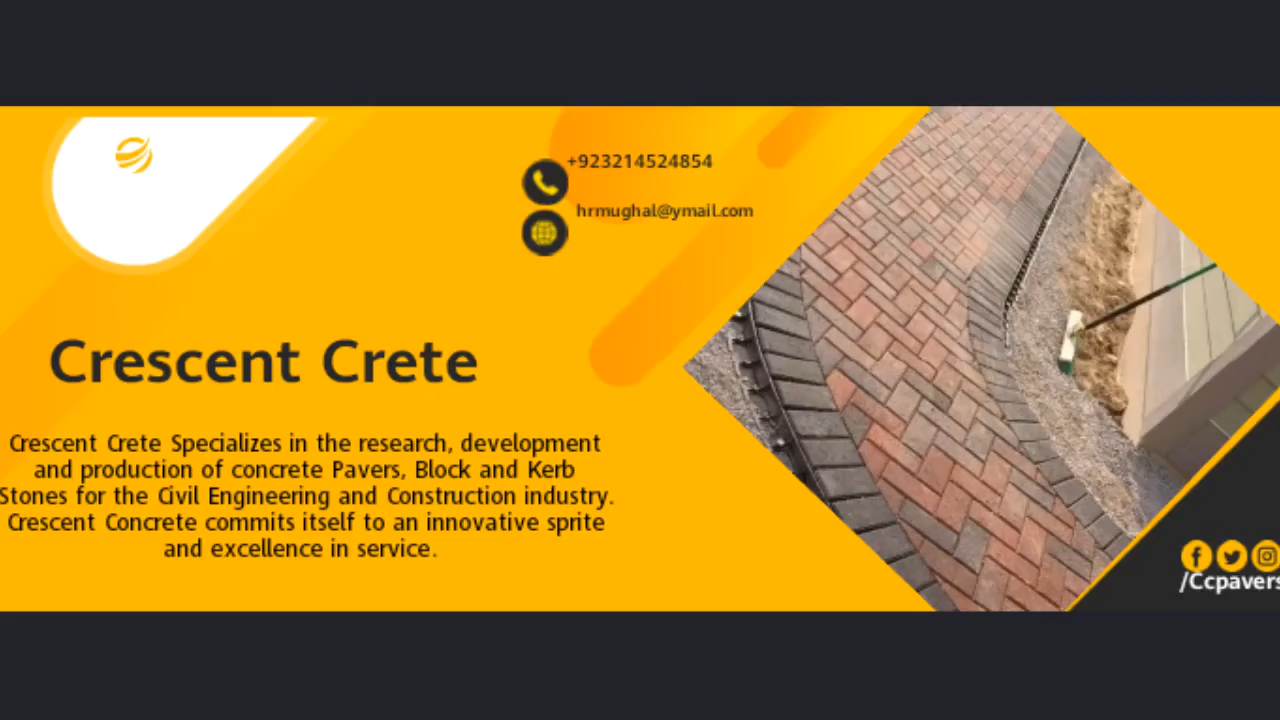 +923214524854
hrmughal@ymail.com
Crescent Crete
Crescent Crete Specializes in the research, development
and production of concrete Pavers, Block and Kerb
Stones for the Civil Engineering and Construction industry.
Crescent Concrete commits itself to an innovative sprite
and excellence in service.
/Ccpavers